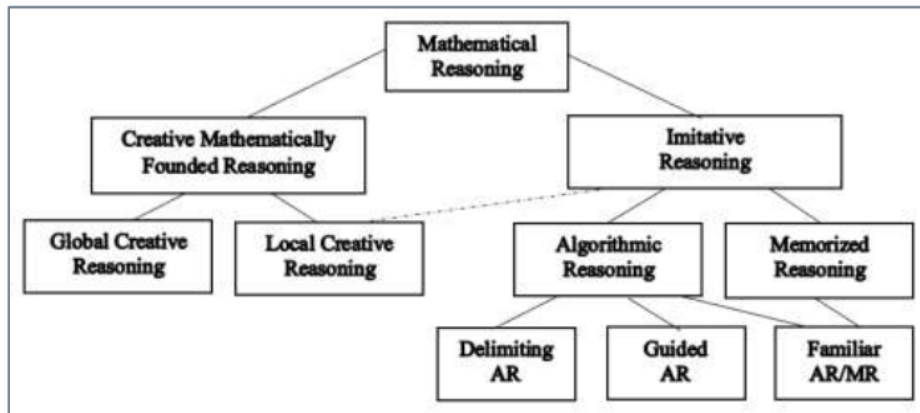 Mathematical
Reasoning
Creative Mathematically
Founded Reasoning
Imitative
Reasoning
Global Creative
Reasoning
Local Creative
Reasoning
Algorithmic
Reasoning
Memorized
Reasoning
Delimiting
AR
Guided
AR
Familiar
AR/MR